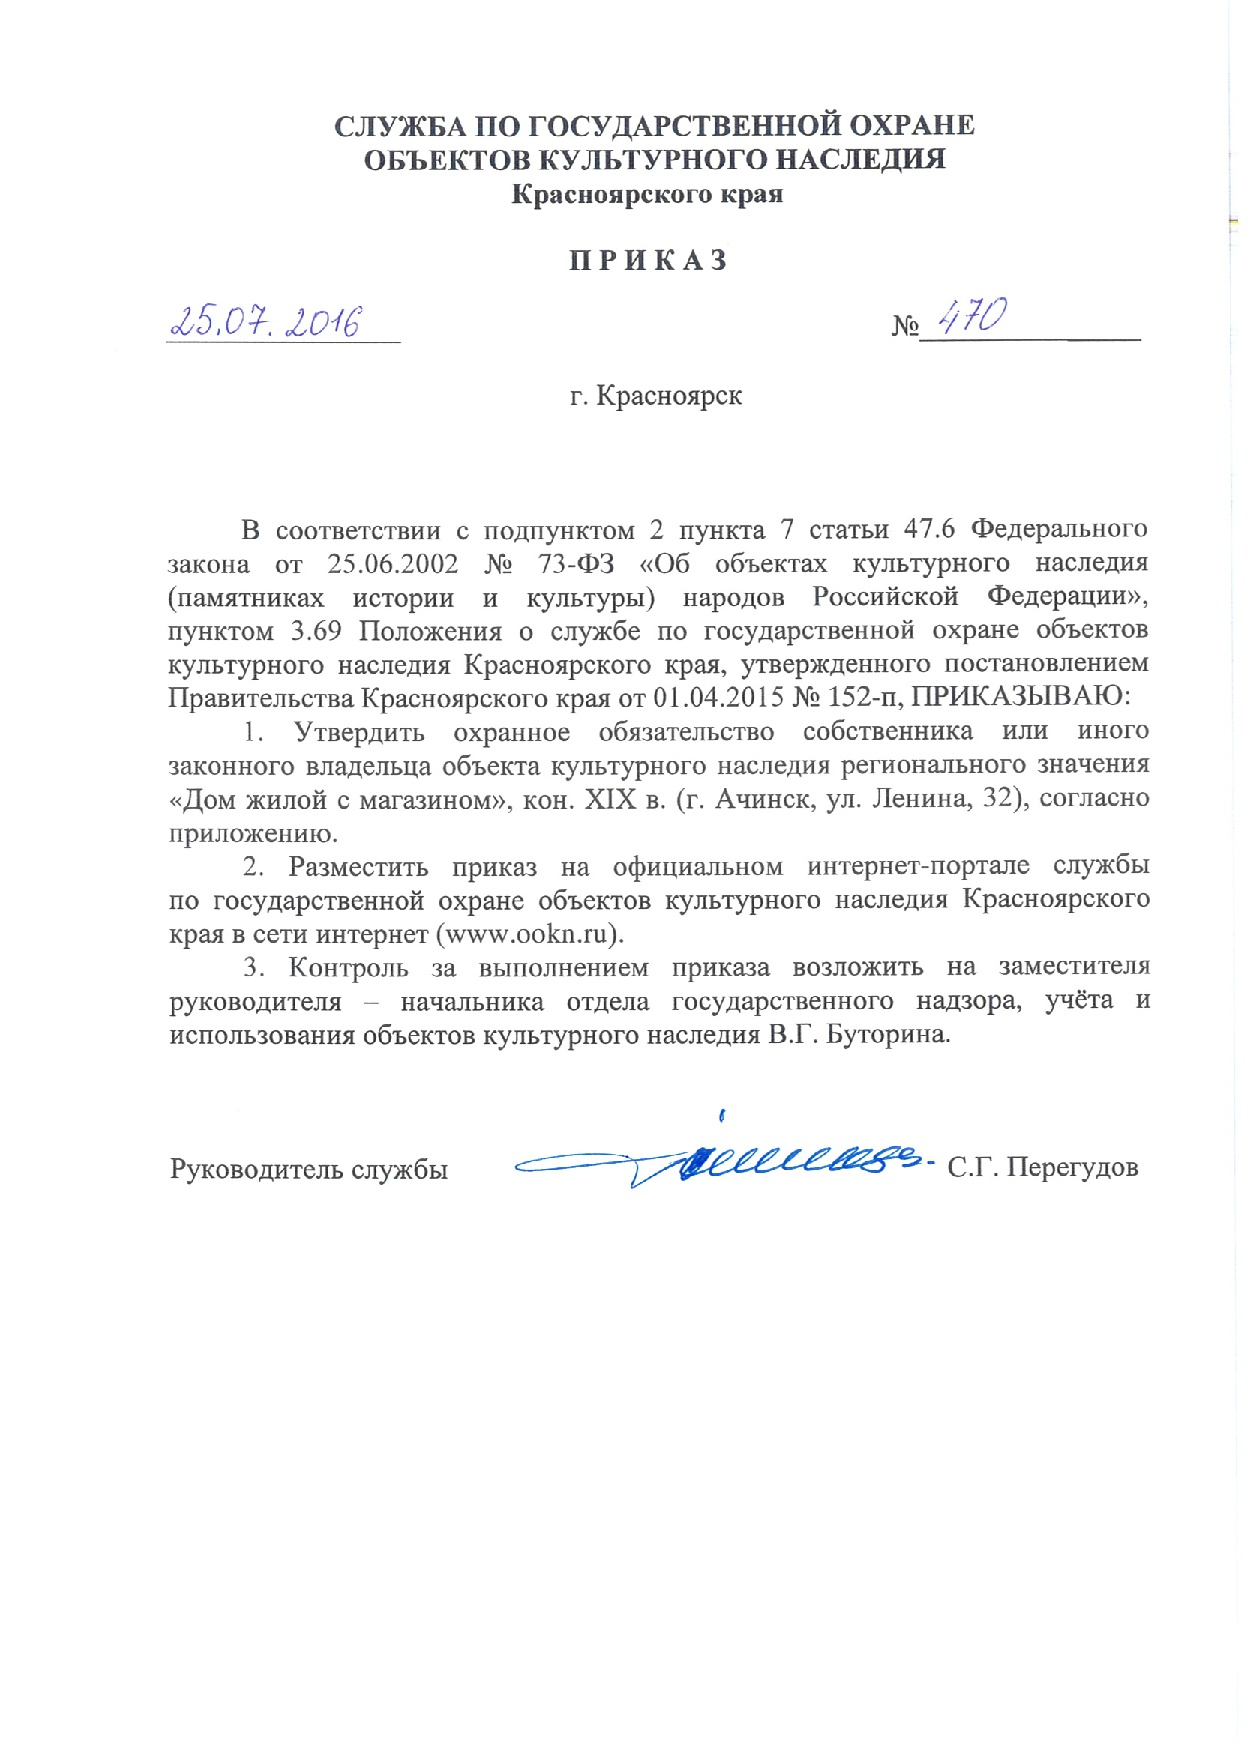 СЛУЖБА ПО ГОСУДАРСТВЕННОЙ ОХРАНЕ
ОБЪЕКТОВ КУЛЬТУРНОГО НАСЛЕДИЯ
Красноярского края
П Р И К А З
25.07.2016 № 470
г. Красноярск
В соответствии с подпунктом 2 пункта 7 статьи 47.6 Федерального
закона от 25.06.2002 № 73-ФЗ «Об объектах культурного наследия
(памятниках истории и культуры) народов Российской Федерации»,
пунктом 3.69 Положения о службе по государственной охране объектов
культурного наследия Красноярского края, утвержденного постановлением
Правительства Красноярского края от 01.04.2015 № 152-п, ПРИКАЗЫВАЮ:
1. Утвердить охранное обязательство собственника или иного
законного владельца объекта культурного наследия регионального значения
«Дом жилой с магазином», кон. XIX в. (г. Ачинск, ул. Ленина, 32), согласно
приложению.
2. Разместить приказ на официальном интернет-портале службы
по государственной охране объектов культурного наследия Красноярского
края в сети интернет (www.ookn.ru).
3. Контроль за выполнением приказа возложить на заместителя
руководителя – начальника отдела государственного надзора, учёта и
использования объектов культурного наследия В.Г. Буторина.
Руководитель службы С.Г. Перегудов